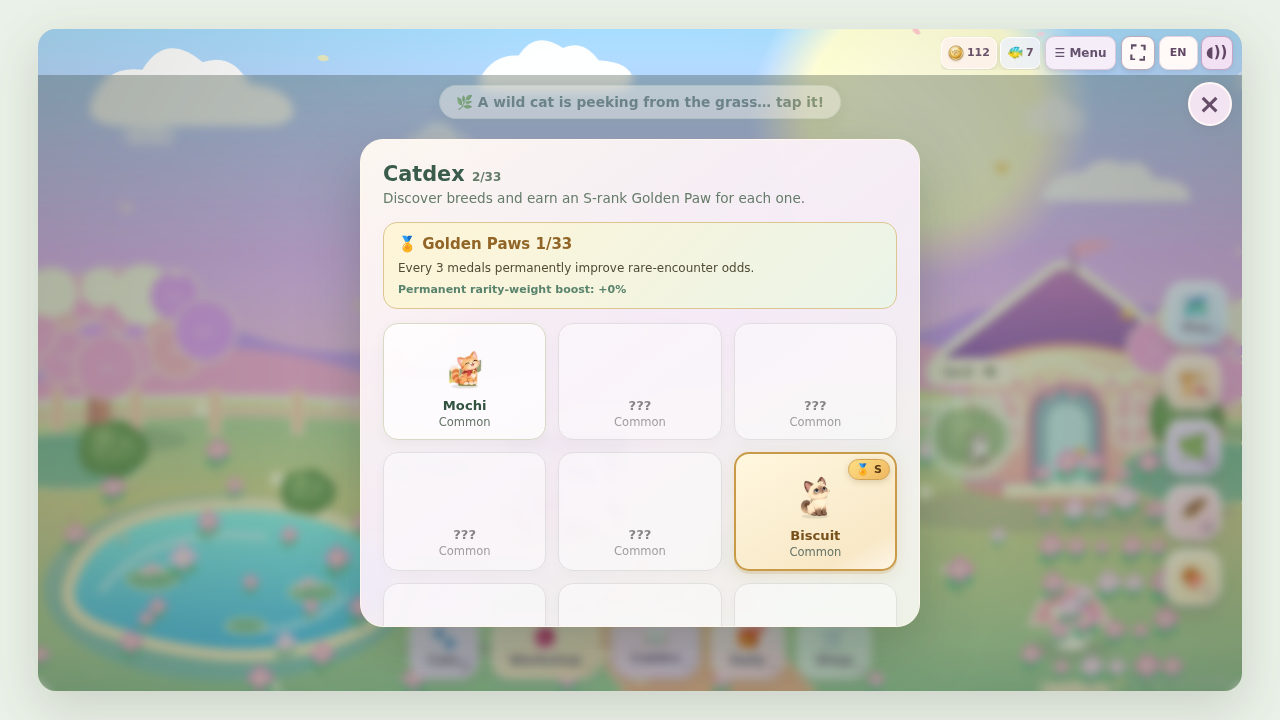 112
7
☰ Menu
EN
A wild cat is peeking from the grass… tap it!
Catdex 2/33
Discover breeds and earn an S-rank Golden Paw for each one.
Golden Paws 1/33
Every 3 medals permanently improve rare-encounter odds.
Permanent rarity-weight boost: +0%
Mochi
Common
???
Common
???
Common
???
Common
???
Common
S
Biscuit
Common